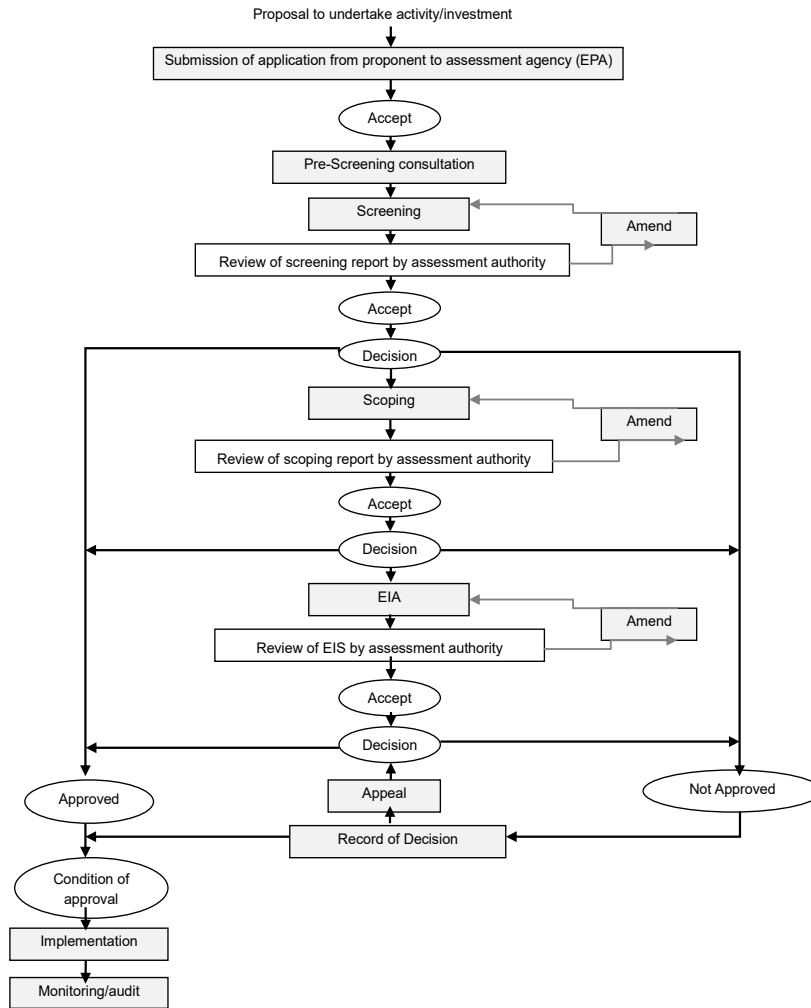 Proposal to undertake activity/investment
Submission of application from proponent to assessment agency (EPA)
Accept
Pre-Screening consultation
Screening
Amend
Review of screening report by assessment authority
Accept
Decision
Scoping
Amend
Review of scoping report by assessment authority
Accept
Decision
EIA
Amend
Review of EIS by assessment authority
Accept
Decision
Appeal
Approved
Not Approved
Record of Decision
Condition of
approval
Implementation
Monitoring/audit